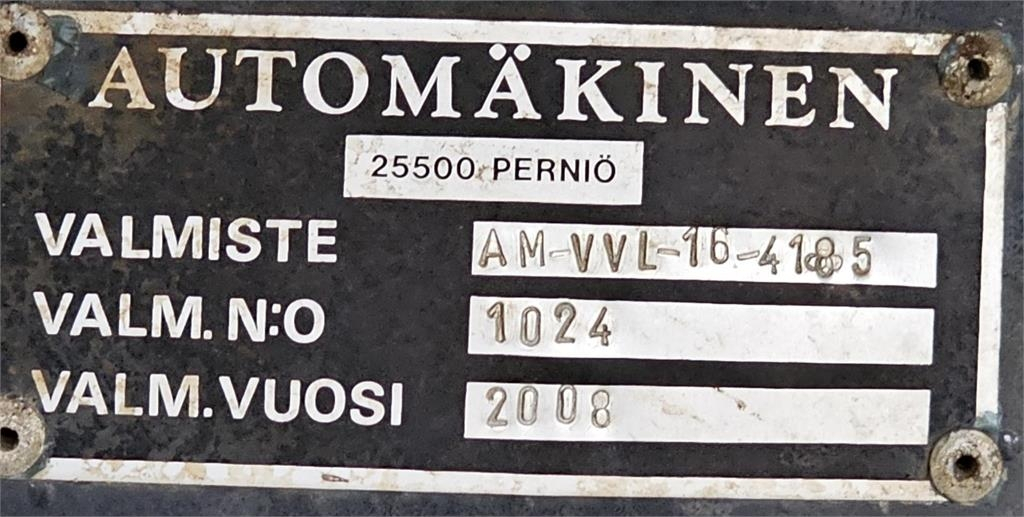 AUTOMÄKINEN
25500 PERNIÖ
VALMISTE AM-VVL-16-4185
VALM. N:O 1024
VALM. VUOSI 2008